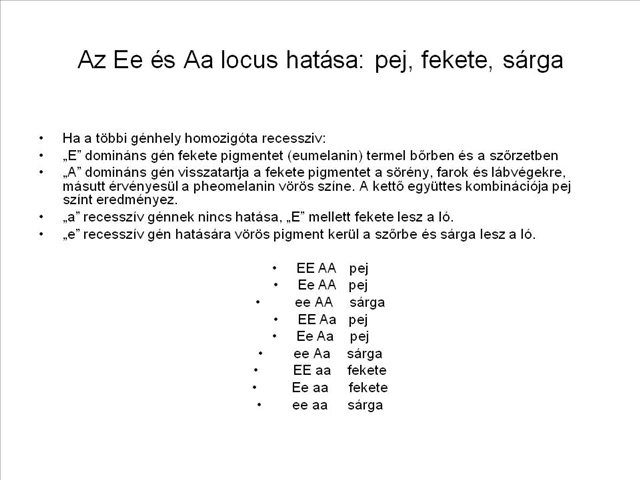 Az Ee és Aa locus hatása: pej, fekete, sárga
• Ha a többi génhely homozigóta recessziv:
• „E” domináns gén fekete pigmentet (eumelanin) termel bőrben és a szőrzetben
• „A” domináns gén visszatartja a fekete pigmentet a sörény, farok és lábvégekre,
másutt érvényesül a pheomelanin vörös színe. A kettő együttes kombinációja pej
színt eredményez.
• „a” recesszív génnek nincs hatása, „E” mellett fekete lesz a ló.
• „e” recesszív gén hatására vörös pigment kerül a szőrbe és sárga lesz a ló.
• EE AA pej
• Ee AA pej
• ee AA sárga
• EE Aa pej
• Ee Aa pej
• ee Aa sárga
• EE aa fekete
• Ee aa fekete
• ee aa sárga